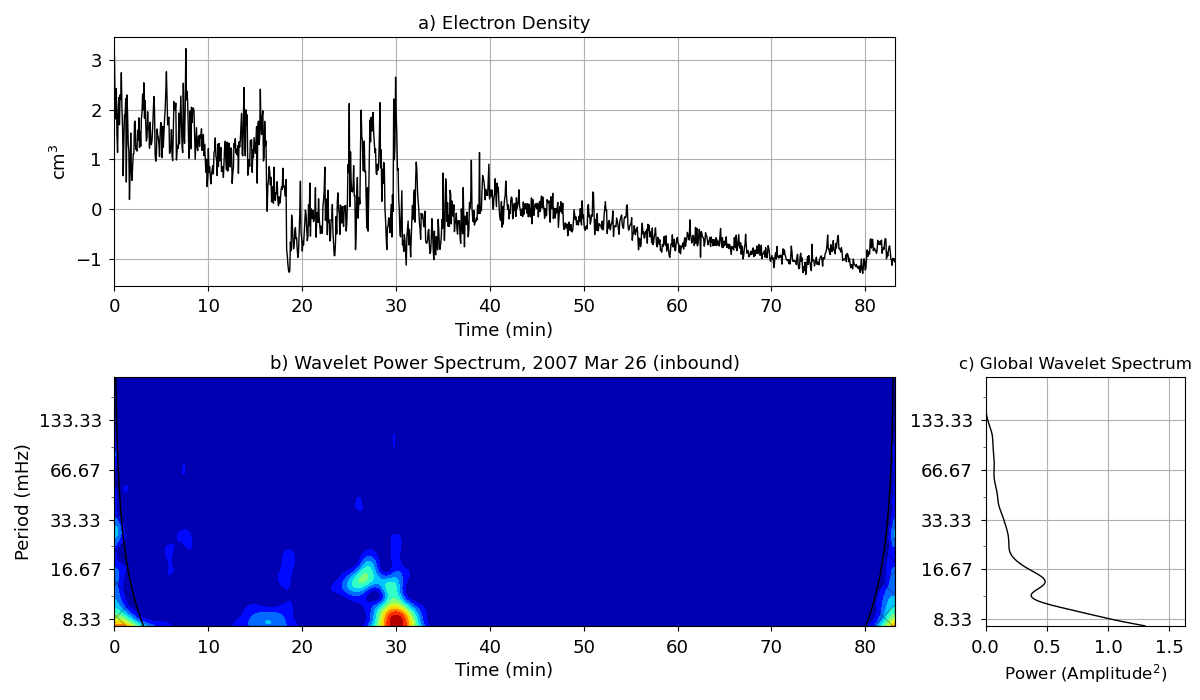 a) Electron Density
cm³
3
2
1
0
−1
0 10 20 30 40 50 60 70 80
Time (min)
b) Wavelet Power Spectrum, 2007 Mar 26 (inbound)
Period (mHz)
133.33
66.67
33.33
16.67
8.33
0 10 20 30 40 50 60 70 80
Time (min)
c) Global Wavelet Spectrum
133.33
66.67
33.33
16.67
8.33
0.0 0.5 1.0 1.5
Power (Amplitude²)